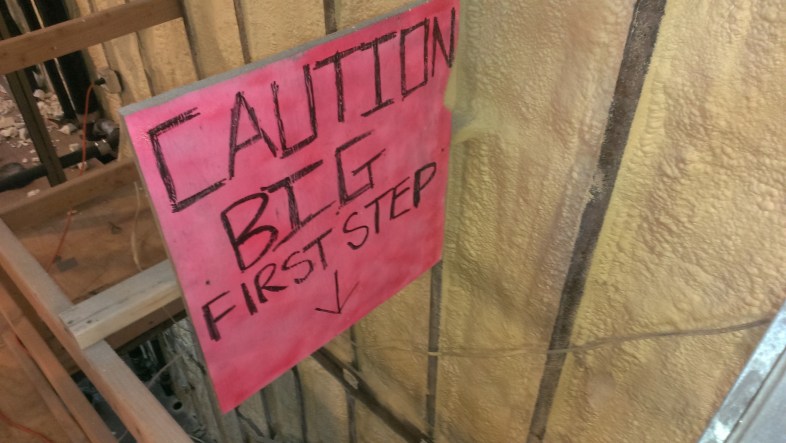 CAUTION
BIG
FIRST STEP
↓